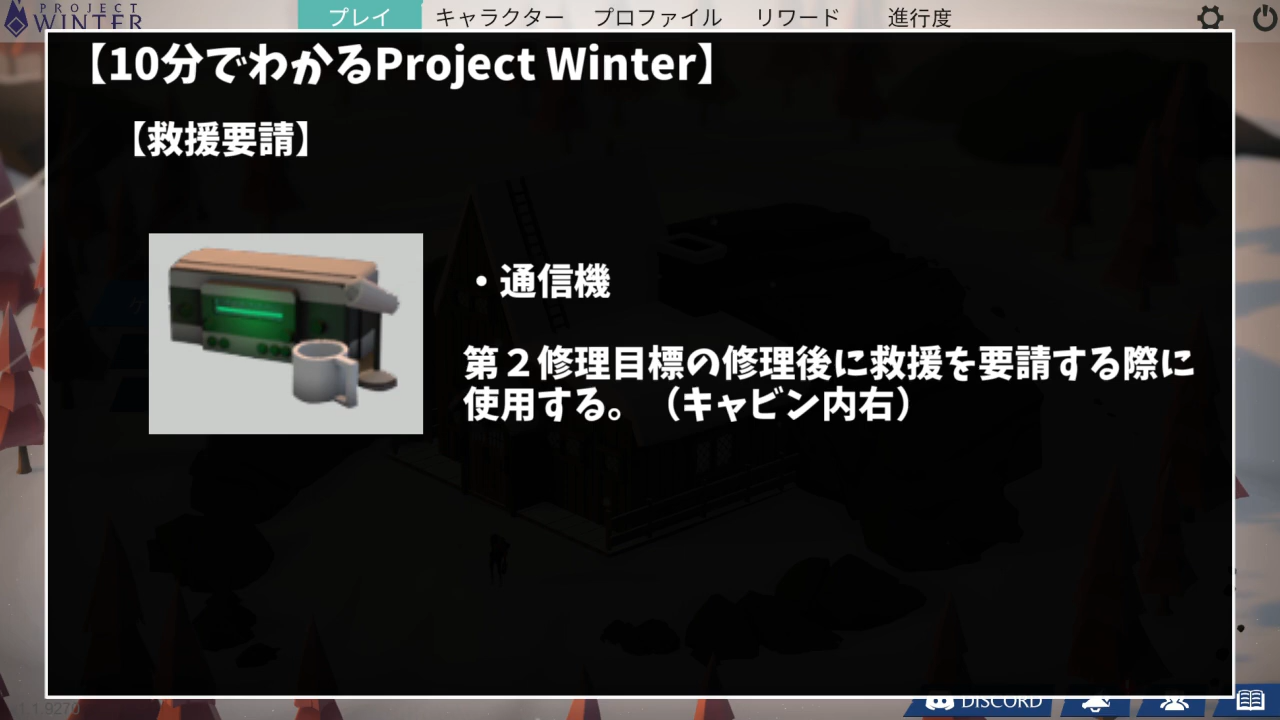 PROJECT
WINTER
プレイ
キャラクター
プロファイル
リワード
進行度
【10分でわかるProject Winter】
【救援要請】
・通信機
第２修理目標の修理後に救援を要請する際に
使用する。（キャビン内右）
DISCORD